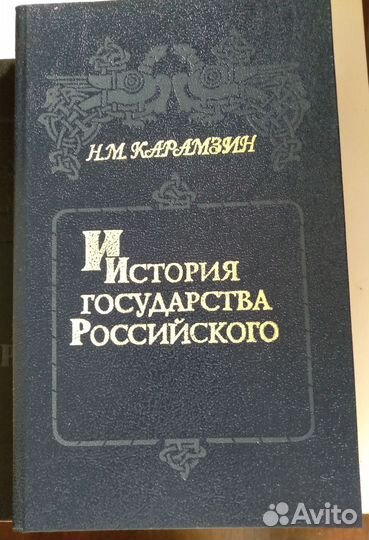 Н.М. КАРАМЗИН
И
ИСТОРИЯ
ГОСУДАРСТВА
РОССИЙСКОГО
Avito